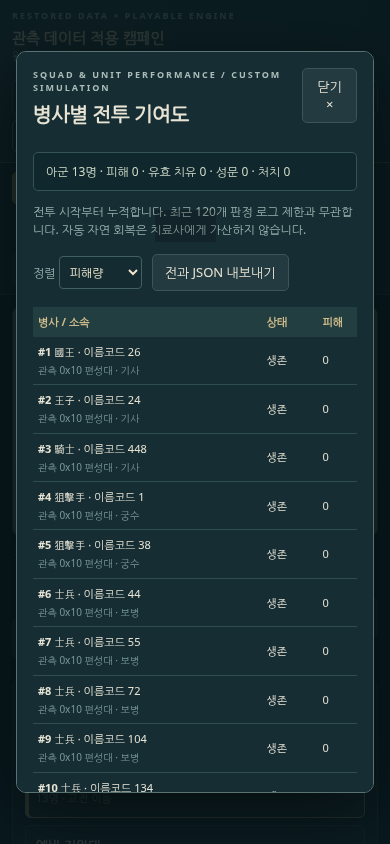 RESTORED DATA • PLAYABLE ENGINE
관측 데이터 적용 캠페인
SQUAD & UNIT PERFORMANCE / CUSTOM
SIMULATION
병사별 전투 기여도
닫기
×
아군 13명 · 피해 0 · 유효 치유 0 · 성문 0 · 처치 0
전투 시작부터 누적합니다. 최근 120개 판정 로그 제한과 무관합
니다. 자동 자연 회복은 치료사에게 가산하지 않습니다.
정렬 피해량 전과 JSON 내보내기
병사 / 소속 상태 피해
#1 國王 · 이름코드 26
관측 0x10 편성대 · 기사
생존 0
#2 王子 · 이름코드 24
관측 0x10 편성대 · 기사
생존 0
#3 騎士 · 이름코드 448
관측 0x10 편성대 · 기사
생존 0
#4 狙擊手 · 이름코드 1
관측 0x10 편성대 · 궁수
생존 0
#5 狙擊手 · 이름코드 38
관측 0x10 편성대 · 궁수
생존 0
#6 士兵 · 이름코드 44
관측 0x10 편성대 · 보병
생존 0
#7 士兵 · 이름코드 55
관측 0x10 편성대 · 보병
생존 0
#8 士兵 · 이름코드 72
관측 0x10 편성대 · 보병
생존 0
#9 士兵 · 이름코드 104
관측 0x10 편성대 · 보병
생존 0
#10 士兵 · 이름코드 134